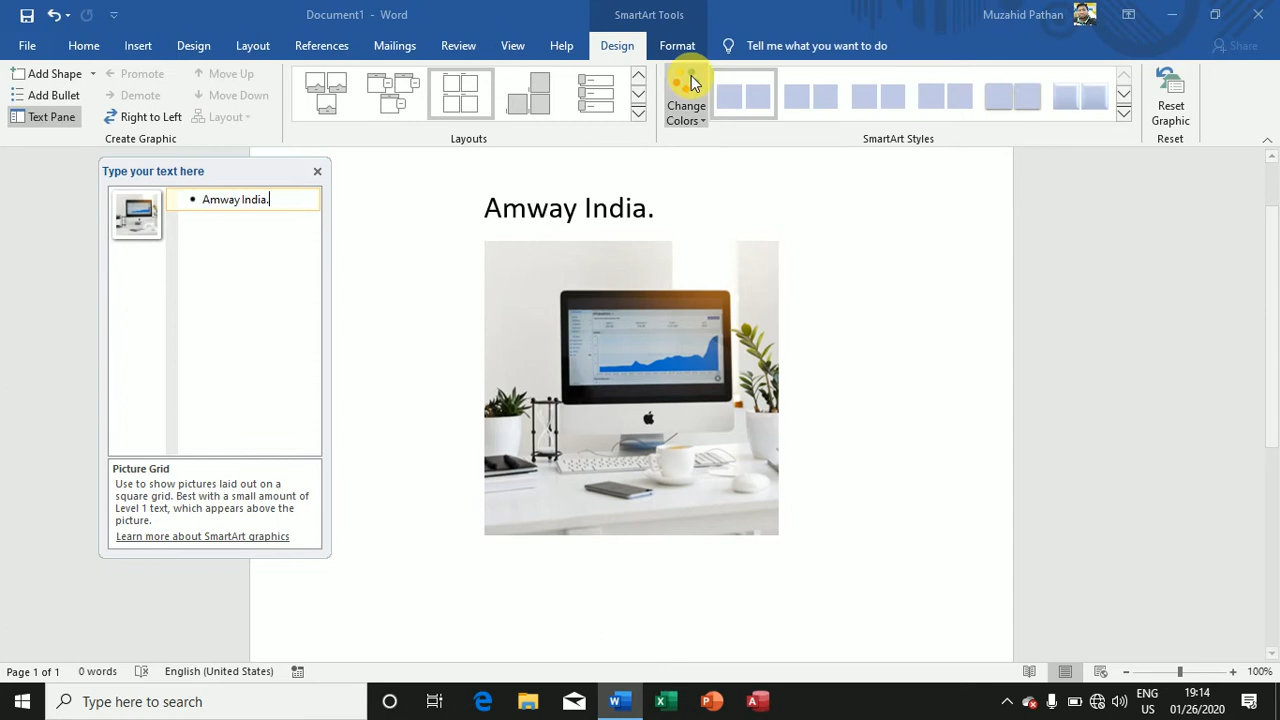 Document1 - Word
SmartArt Tools
Muzahid Pathan
File Home Insert Design Layout References Mailings Review View Help Design Format Tell me what you want to do Share
Add Shape Promote Move Up
Add Bullet Demote Move Down
Text Pane Right to Left Layout
Create Graphic
Layouts
Change
Colors
SmartArt Styles
Reset
Graphic
Reset
Type your text here
Amway India.
Amway India.
Picture Grid
Use to show pictures laid out on a
square grid. Best with a small amount of
Level 1 text, which appears above the
picture.
Learn more about SmartArt graphics
Page 1 of 1 0 words English (United States) 100%
Type here to search
ENG
US
19:14
01/26/2020